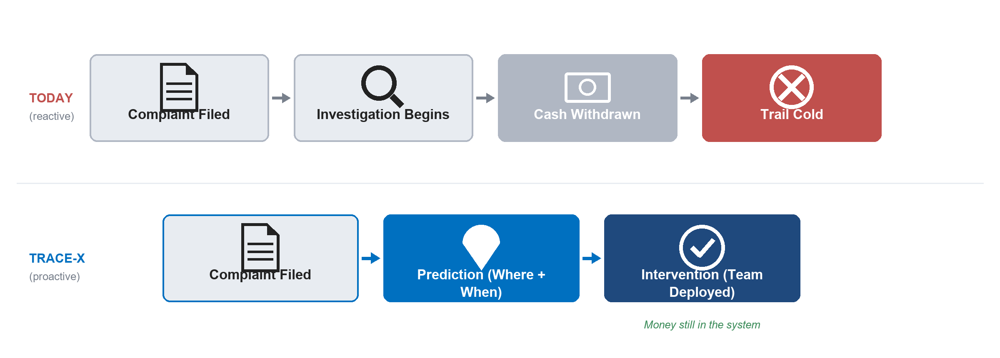 TODAY
(reactive)
Complaint Filed
Investigation Begins
Cash Withdrawn
Trail Cold
TRACE-X
(proactive)
Complaint Filed
Prediction (Where +
When)
Intervention (Team
Deployed)
Money still in the system